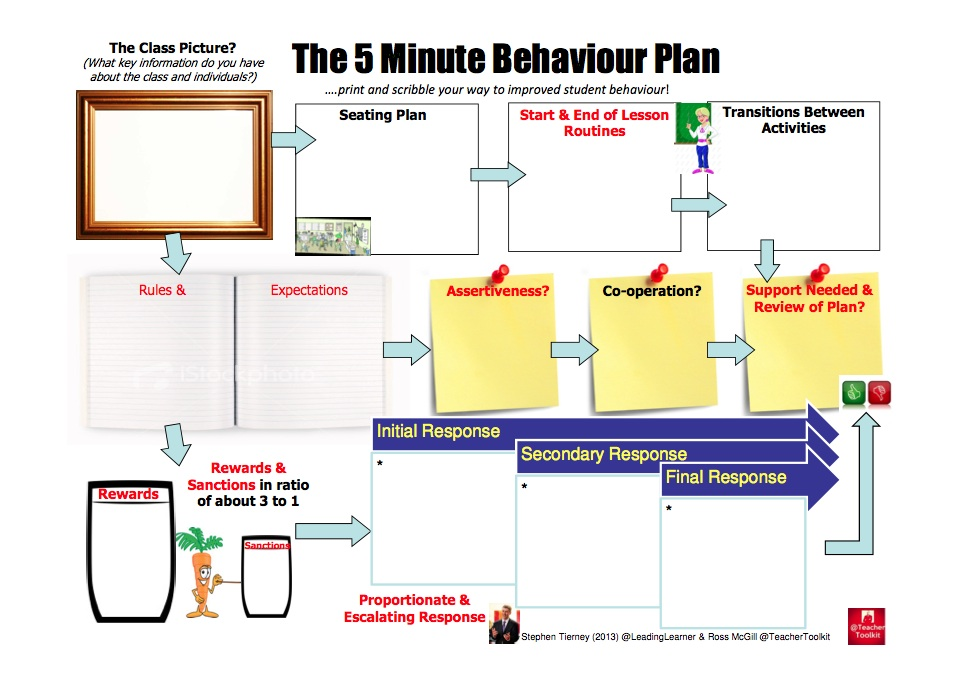 The Class Picture?
(What key information do you have
about the class and individuals?)
The 5 Minute Behaviour Plan
....print and scribble your way to improved student behaviour!
Seating Plan
Start & End of Lesson
Routines
Transitions Between
Activities
Rules &
Expectations
iStockphoto
Assertiveness?
Co-operation?
Support Needed &
Review of Plan?
Initial Response
*
Secondary Response
*
Final Response
*
Rewards &
Sanctions in ratio
of about 3 to 1
Rewards
Sanctions
Proportionate &
Escalating Response
Stephen Tierney (2013) @LeadingLearner & Ross McGill @TeacherToolkit
@Teacher
Toolkit